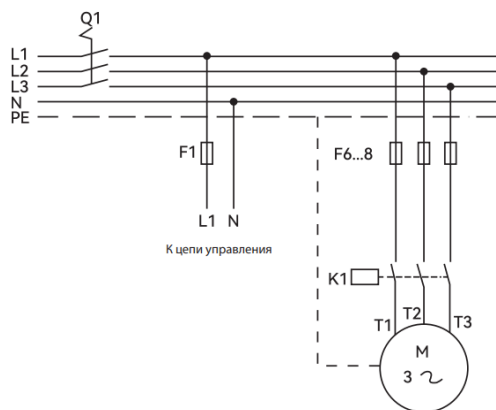 Q1
L1
L2
L3
N
PE
F1
F6...8
L1 N
К цепи управления
K1
T1 T2 T3
M
3 ~